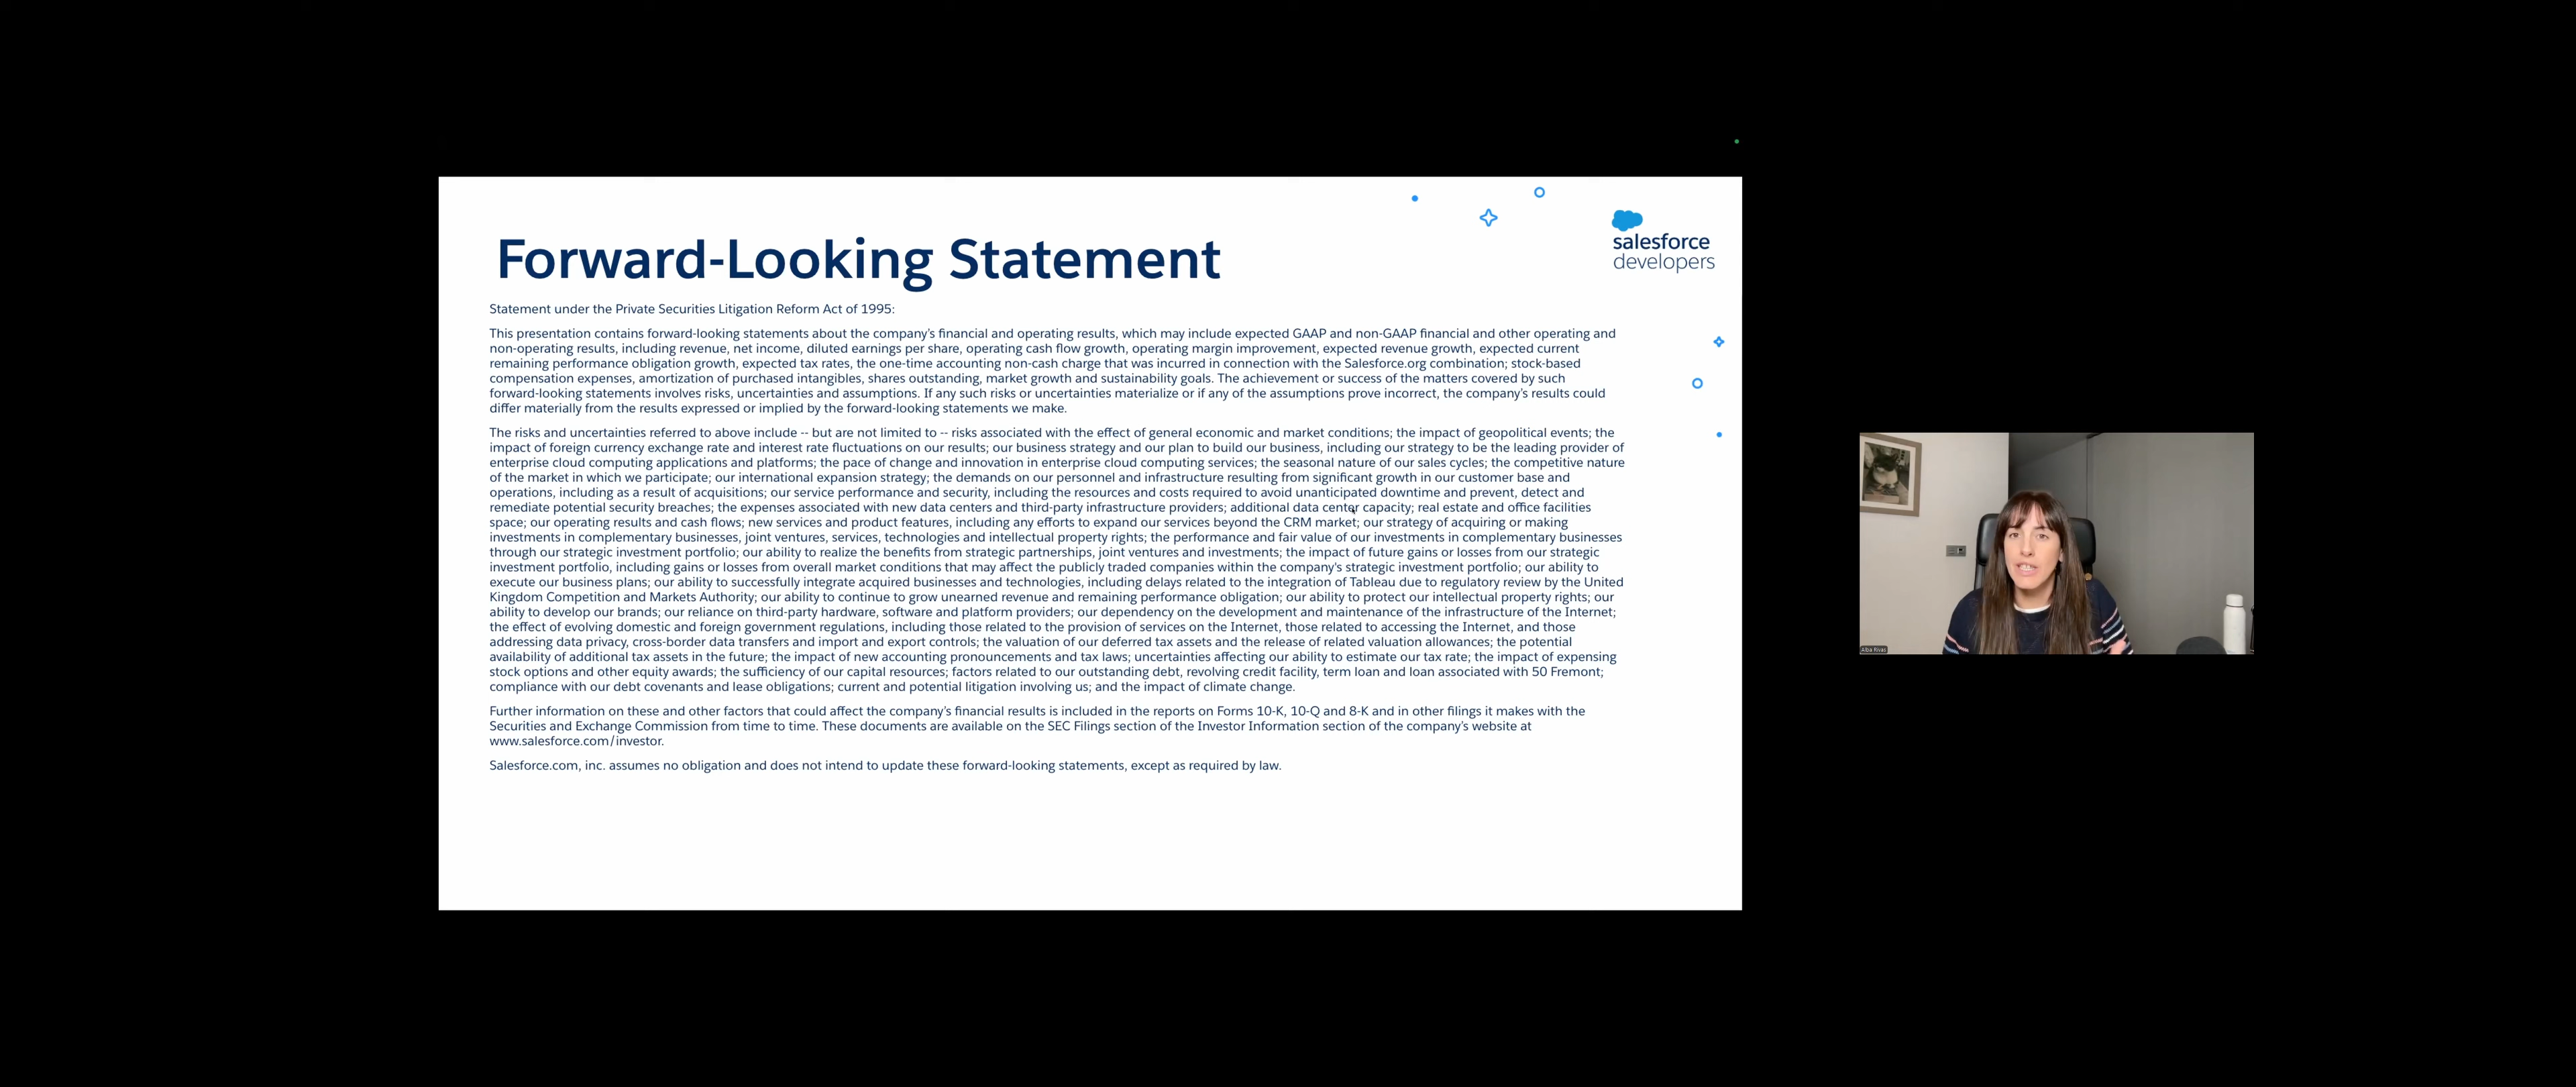 Forward-Looking Statement
salesforce
developers
Statement under the Private Securities Litigation Reform Act of 1995:
This presentation contains forward-looking statements about the company's financial and operating results, which may include expected GAAP and non-GAAP financial and other operating and
non-operating results, including revenue, net income, diluted earnings per share, operating cash flow growth, operating margin improvement, expected revenue growth, expected current
remaining performance obligation growth, expected tax rates, the one-time accounting non-cash charge that was incurred in connection with the Salesforce.org combination; stock-based
compensation expenses, amortization of purchased intangibles, shares outstanding, market growth and sustainability goals. The achievement or success of the matters covered by such
forward-looking statements involves risks, uncertainties and assumptions. If any such risks or uncertainties materialize or if any of the assumptions prove incorrect, the company's results could
differ materially from the results expressed or implied by the forward-looking statements we make.
The risks and uncertainties referred to above include -- but are not limited to -- risks associated with the effect of general economic and market conditions; the impact of geopolitical events; the
impact of foreign currency exchange rate and interest rate fluctuations on our results; our business strategy and our plan to build our business, including our strategy to be the leading provider of
enterprise cloud computing applications and platforms; the pace of change and innovation in enterprise cloud computing services; the seasonal nature of our sales cycles; the competitive nature
of the market in which we participate; our international expansion strategy; the demands on our personnel and infrastructure resulting from significant growth in our customer base and
operations, including as a result of acquisitions; our service performance and security, including the resources and costs required to avoid unanticipated downtime and prevent, detect and
remediate potential security breaches; the expenses associated with new data centers and third-party infrastructure providers; additional data center capacity; real estate and office facilities
space; our operating results and cash flows; new services and product features, including any efforts to expand our services beyond the CRM market; our strategy of acquiring or making
investments in complementary businesses, joint ventures, services, technologies and intellectual property rights; the performance and fair value of our investments in complementary businesses
through our strategic investment portfolio; our ability to realize the benefits from strategic partnerships, joint ventures and investments; the impact of future gains or losses from our strategic
investment portfolio, including gains or losses from overall market conditions that may affect the publicly traded companies within the company's strategic investment portfolio; our ability to
execute our business plans; our ability to successfully integrate acquired businesses and technologies, including delays related to the integration of Tableau due to regulatory review by the United
Kingdom Competition and Markets Authority; our ability to continue to grow unearned revenue and remaining performance obligation; our ability to protect our intellectual property rights; our
ability to develop our brands; our reliance on third-party hardware, software and platform providers; our dependency on the development and maintenance of the infrastructure of the Internet;
the effect of evolving domestic and foreign government regulations, including those related to the provision of services on the Internet, those related to accessing the Internet, and those
addressing data privacy, cross-border data transfers and import and export controls; the valuation of our deferred tax assets and the release of related valuation allowances; the potential
availability of additional tax assets in the future; the impact of new accounting pronouncements and tax laws; uncertainties affecting our ability to estimate our tax rate; the impact of expensing
stock options and other equity awards; the sufficiency of our capital resources; factors related to our outstanding debt, revolving credit facility, term loan and loan associated with 50 Fremont;
compliance with our debt covenants and lease obligations; current and potential litigation involving us; and the impact of climate change.
Further information on these and other factors that could affect the company's financial results is included in the reports on Forms 10-K, 10-Q and 8-K and in other filings it makes with the
Securities and Exchange Commission from time to time. These documents are available on the SEC Filings section of the Investor Information section of the company's website at
www.salesforce.com/investor.
Salesforce.com, inc. assumes no obligation and does not intend to update these forward-looking statements, except as required by law.
Alba Rivas